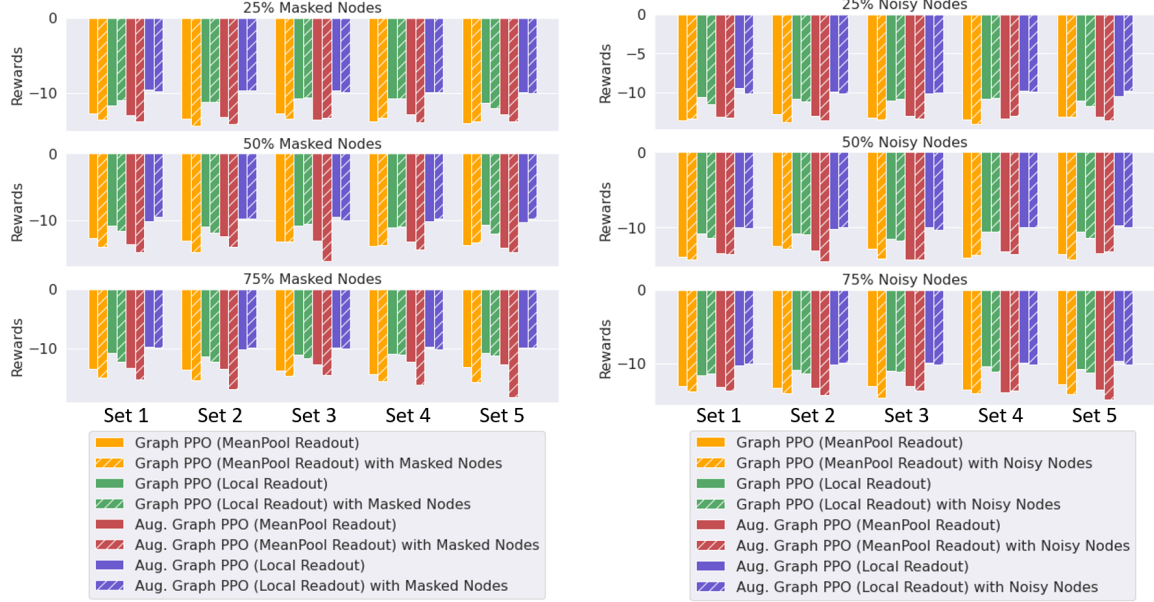 25% Masked Nodes
0
−10
Rewards
50% Masked Nodes
0
−10
Rewards
75% Masked Nodes
0
−10
Rewards
Set 1 Set 2 Set 3 Set 4 Set 5
Graph PPO (MeanPool Readout)
Graph PPO (MeanPool Readout) with Masked Nodes
Graph PPO (Local Readout)
Graph PPO (Local Readout) with Masked Nodes
Aug. Graph PPO (MeanPool Readout)
Aug. Graph PPO (MeanPool Readout) with Masked Nodes
Aug. Graph PPO (Local Readout)
Aug. Graph PPO (Local Readout) with Masked Nodes
25% Noisy Nodes
0
−5
−10
Rewards
50% Noisy Nodes
0
−10
Rewards
75% Noisy Nodes
0
−10
Rewards
Set 1 Set 2 Set 3 Set 4 Set 5
Graph PPO (MeanPool Readout)
Graph PPO (MeanPool Readout) with Noisy Nodes
Graph PPO (Local Readout)
Graph PPO (Local Readout) with Noisy Nodes
Aug. Graph PPO (MeanPool Readout)
Aug. Graph PPO (MeanPool Readout) with Noisy Nodes
Aug. Graph PPO (Local Readout)
Aug. Graph PPO (Local Readout) with Noisy Nodes